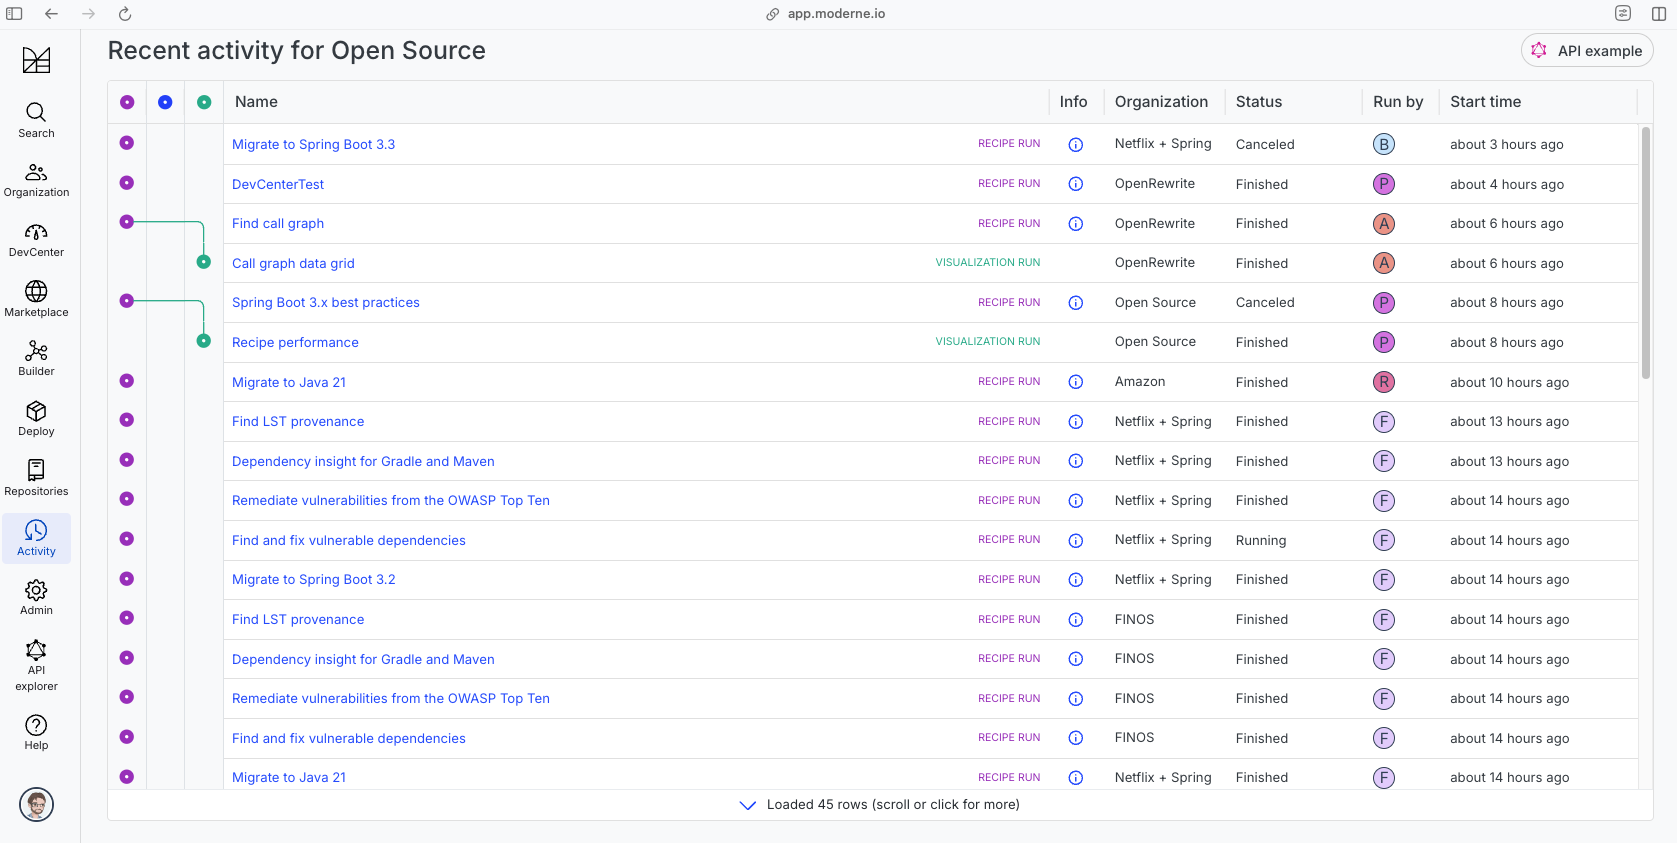 app.moderne.io
Recent activity for Open Source
API example
Search
Organization
DevCenter
Marketplace
Builder
Deploy
Repositories
Activity
Admin
API
explorer
Help
Name Info Organization Status Run by Start time
Migrate to Spring Boot 3.3 RECIPE RUN Netflix + Spring Canceled B about 3 hours ago
DevCenterTest RECIPE RUN OpenRewrite Finished P about 4 hours ago
Find call graph RECIPE RUN OpenRewrite Finished A about 6 hours ago
Call graph data grid VISUALIZATION RUN OpenRewrite Finished A about 6 hours ago
Spring Boot 3.x best practices RECIPE RUN Open Source Canceled P about 8 hours ago
Recipe performance VISUALIZATION RUN Open Source Finished P about 8 hours ago
Migrate to Java 21 RECIPE RUN Amazon Finished R about 10 hours ago
Find LST provenance RECIPE RUN Netflix + Spring Finished F about 13 hours ago
Dependency insight for Gradle and Maven RECIPE RUN Netflix + Spring Finished F about 13 hours ago
Remediate vulnerabilities from the OWASP Top Ten RECIPE RUN Netflix + Spring Finished F about 14 hours ago
Find and fix vulnerable dependencies RECIPE RUN Netflix + Spring Running F about 14 hours ago
Migrate to Spring Boot 3.2 RECIPE RUN Netflix + Spring Finished F about 14 hours ago
Find LST provenance RECIPE RUN FINOS Finished F about 14 hours ago
Dependency insight for Gradle and Maven RECIPE RUN FINOS Finished F about 14 hours ago
Remediate vulnerabilities from the OWASP Top Ten RECIPE RUN FINOS Finished F about 14 hours ago
Find and fix vulnerable dependencies RECIPE RUN FINOS Finished F about 14 hours ago
Migrate to Java 21 RECIPE RUN Netflix + Spring Finished F about 14 hours ago
Loaded 45 rows (scroll or click for more)